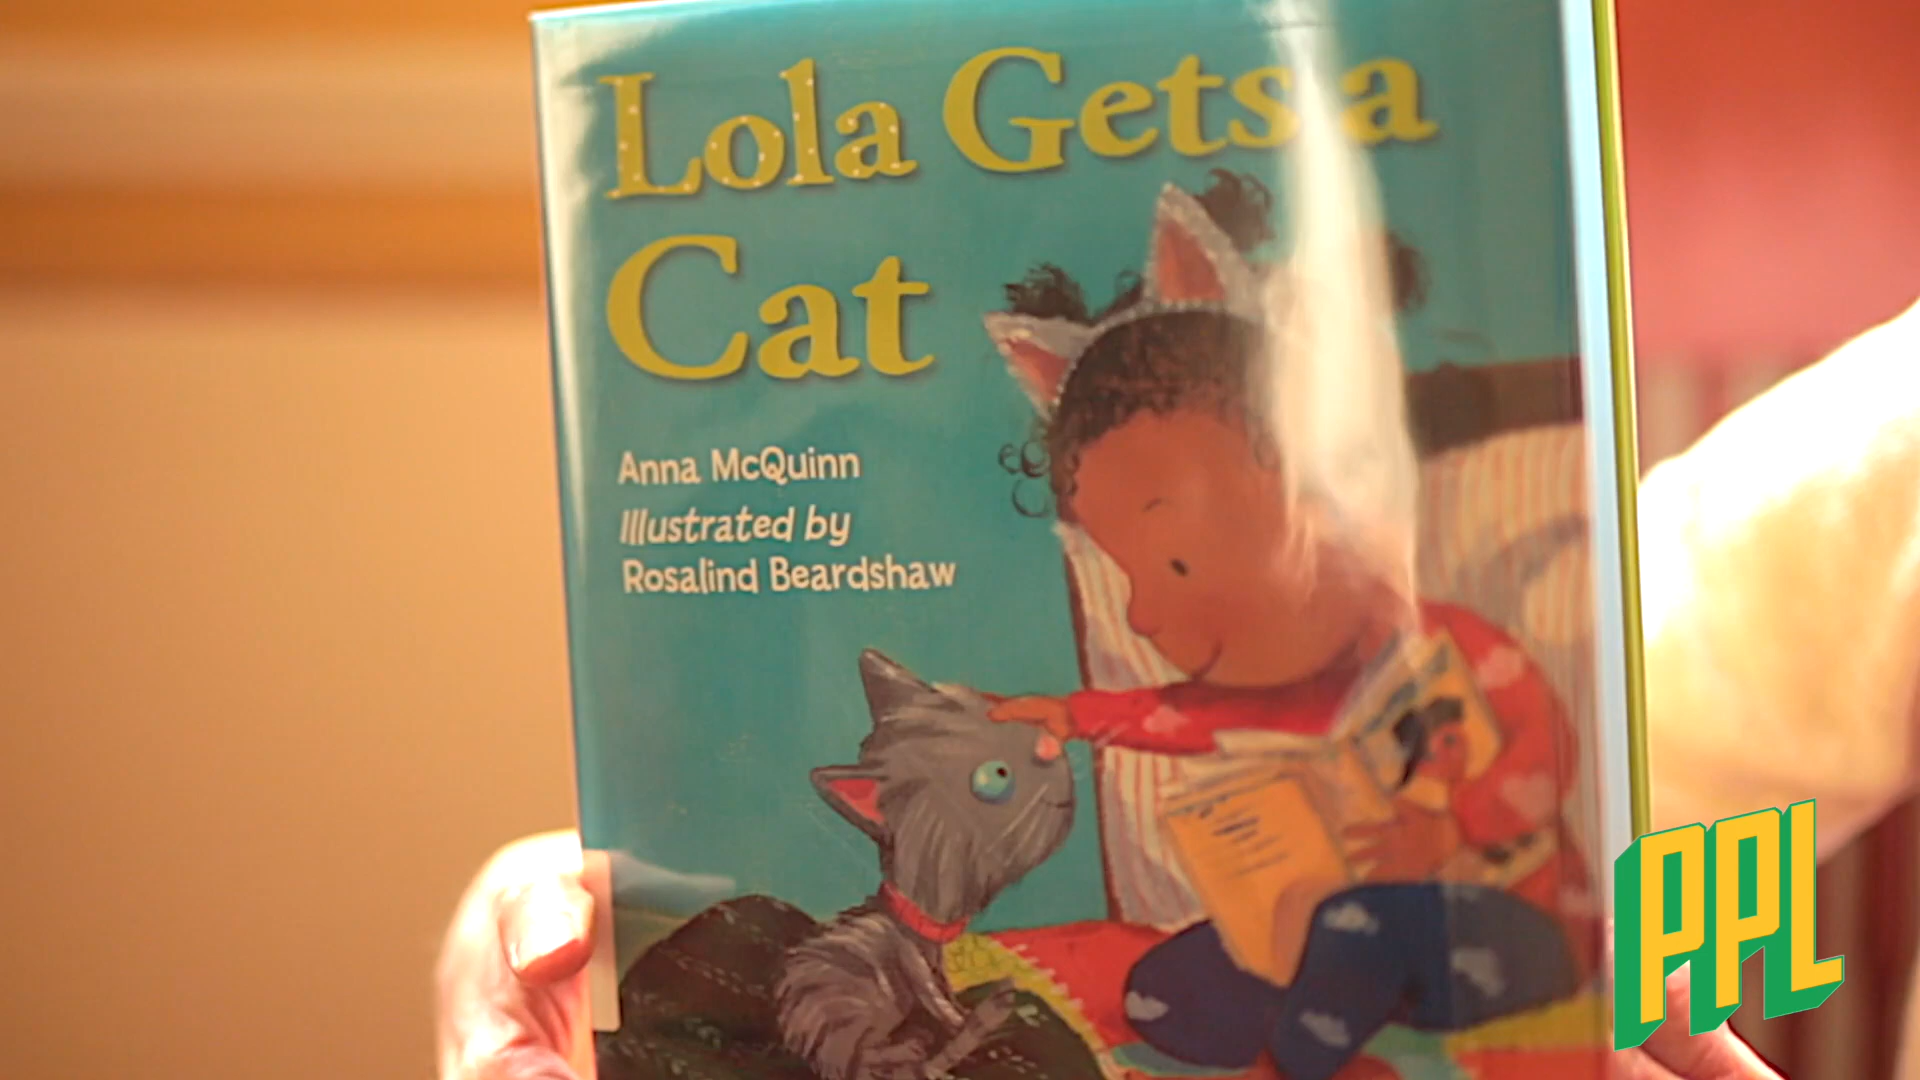 Lola Gets a
Cat
Anna McQuinn
Illustrated by
Rosalind Beardshaw
PPL